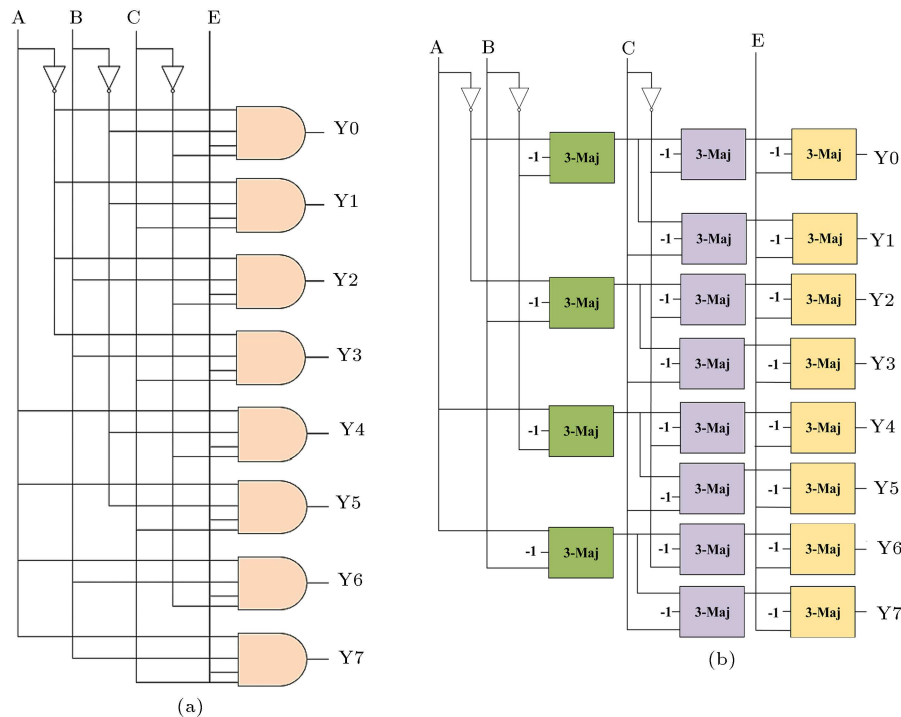 A B C E
Y0
Y1
Y2
Y3
Y4
Y5
Y6
Y7
(a)
A B C E
-1 3-Maj -1 3-Maj -1 3-Maj Y0
-1 3-Maj -1 3-Maj Y1
-1 3-Maj -1 3-Maj -1 3-Maj Y2
-1 3-Maj -1 3-Maj Y3
-1 3-Maj -1 3-Maj -1 3-Maj Y4
-1 3-Maj -1 3-Maj Y5
-1 3-Maj -1 3-Maj -1 3-Maj Y6
-1 3-Maj -1 3-Maj Y7
(b)